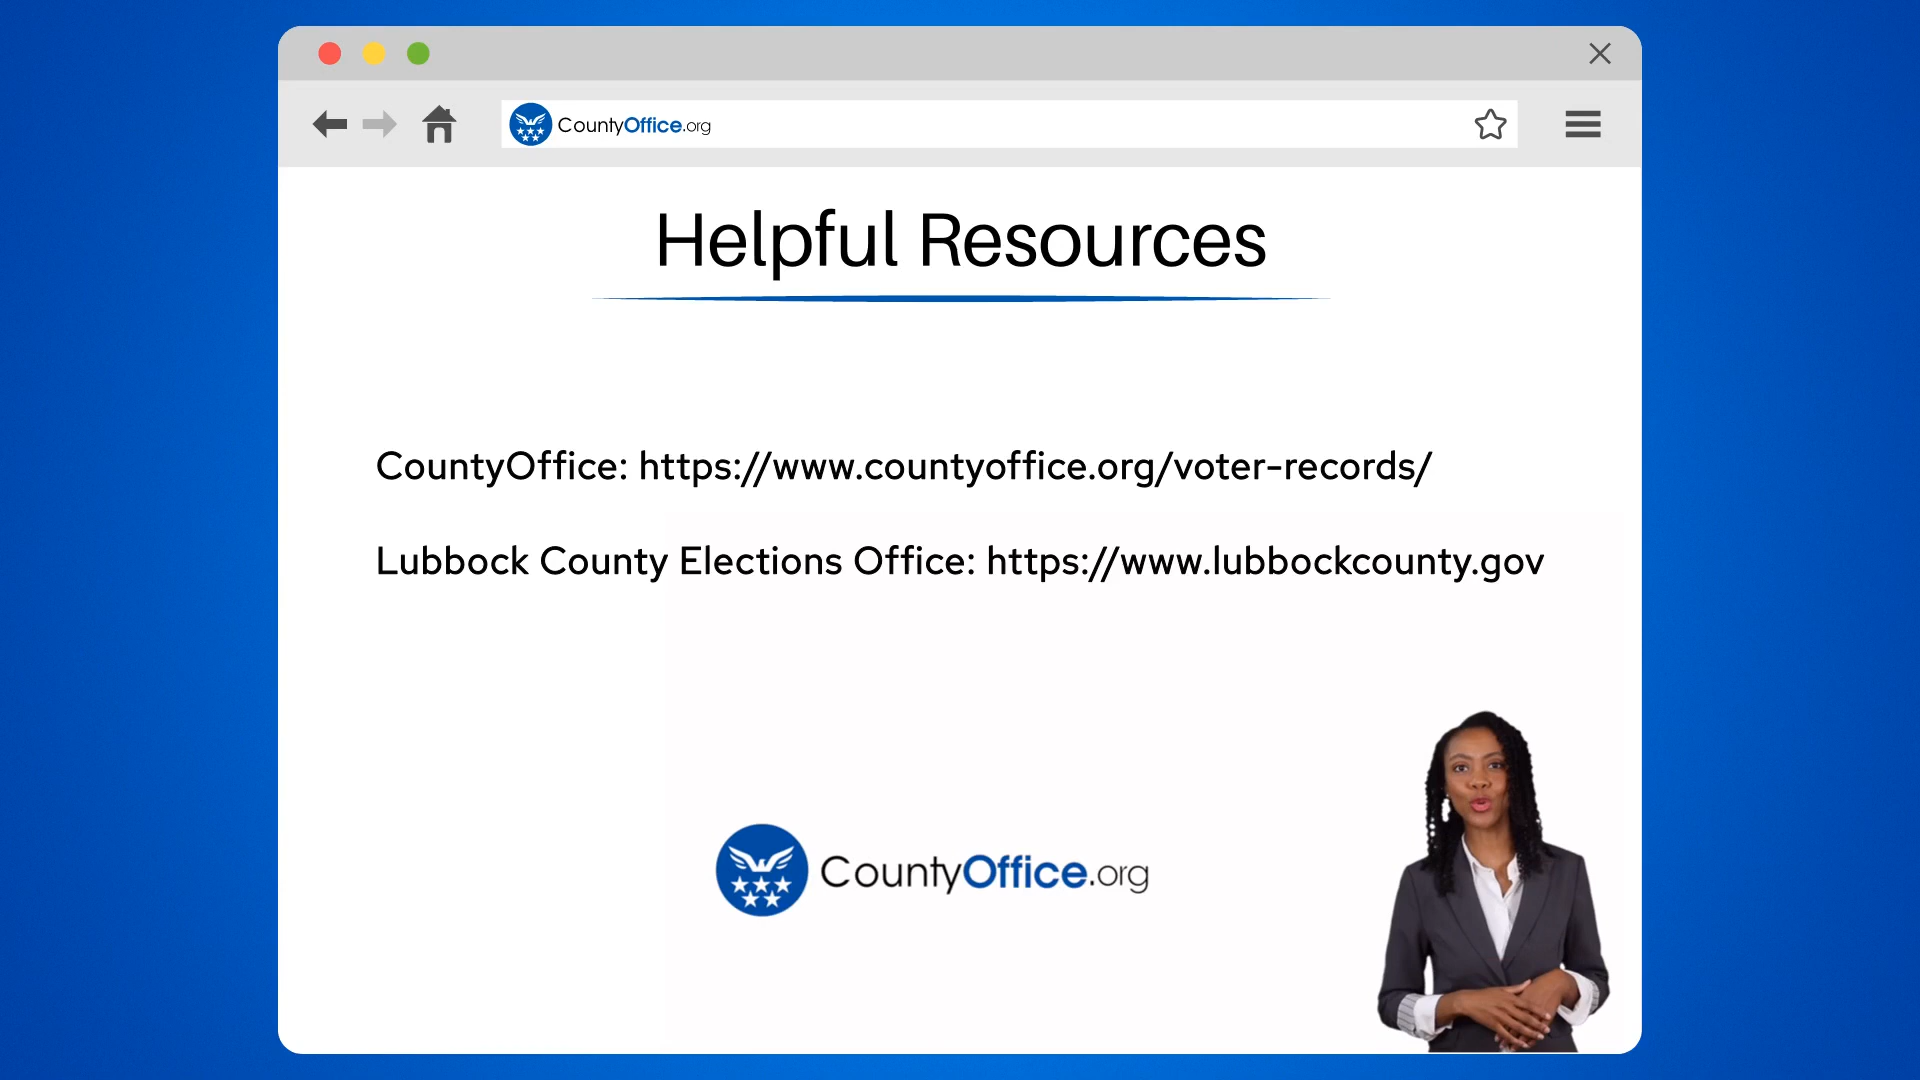 CountyOffice.org
Helpful Resources
CountyOffice: https://www.countyoffice.org/voter-records/
Lubbock County Elections Office: https://www.lubbockcounty.gov
CountyOffice.org